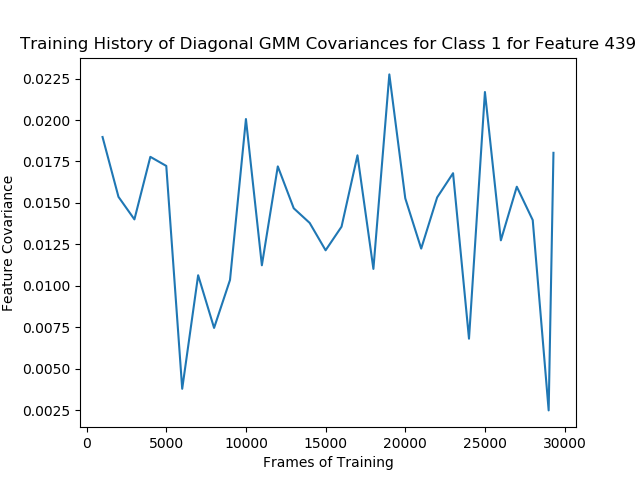 Training History of Diagonal GMM Covariances for Class 1 for Feature 439
0.0225
0.0200
0.0175
0.0150
0.0125
0.0100
0.0075
0.0050
0.0025
Feature Covariance
0 5000 10000 15000 20000 25000 30000
Frames of Training